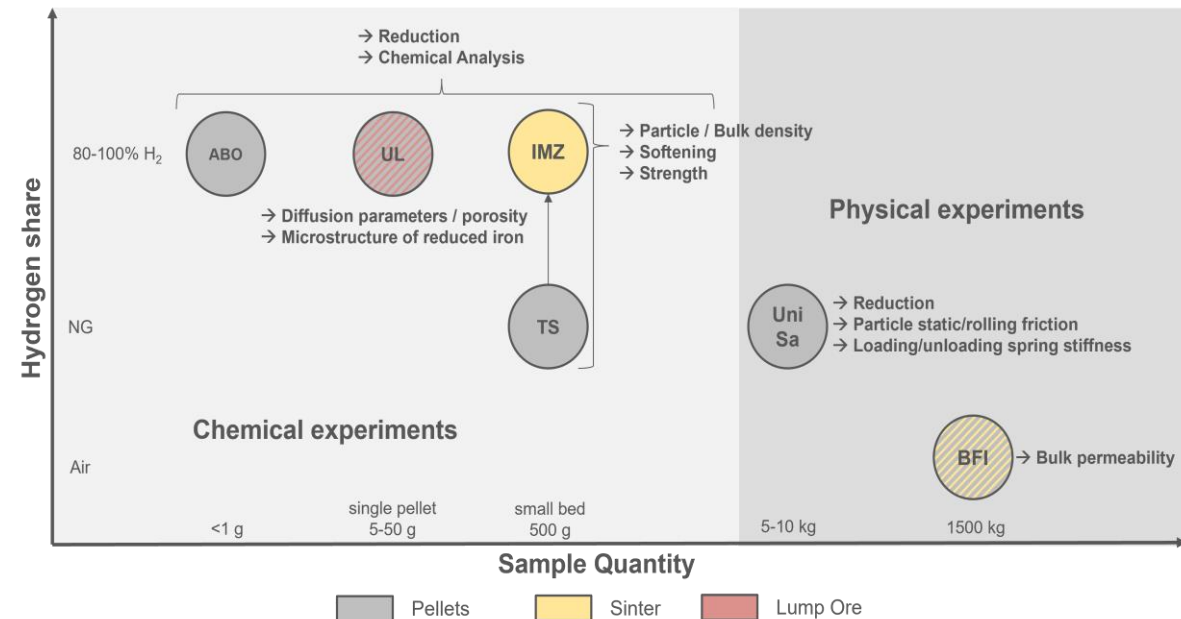 → Reduction
→ Chemical Analysis
80-100% H₂
ABO
UL
IMZ
→ Particle / Bulk density
→ Softening
→ Strength
→ Diffusion parameters / porosity
→ Microstructure of reduced iron
Physical experiments
Hydrogen share
NG
TS
Uni
Sa
→ Reduction
→ Particle static/rolling friction
→ Loading/unloading spring stiffness
Chemical experiments
Air
BFI
→ Bulk permeability
<1 g
single pellet
5-50 g
small bed
500 g
5-10 kg
1500 kg
Sample Quantity
Pellets
Sinter
Lump Ore